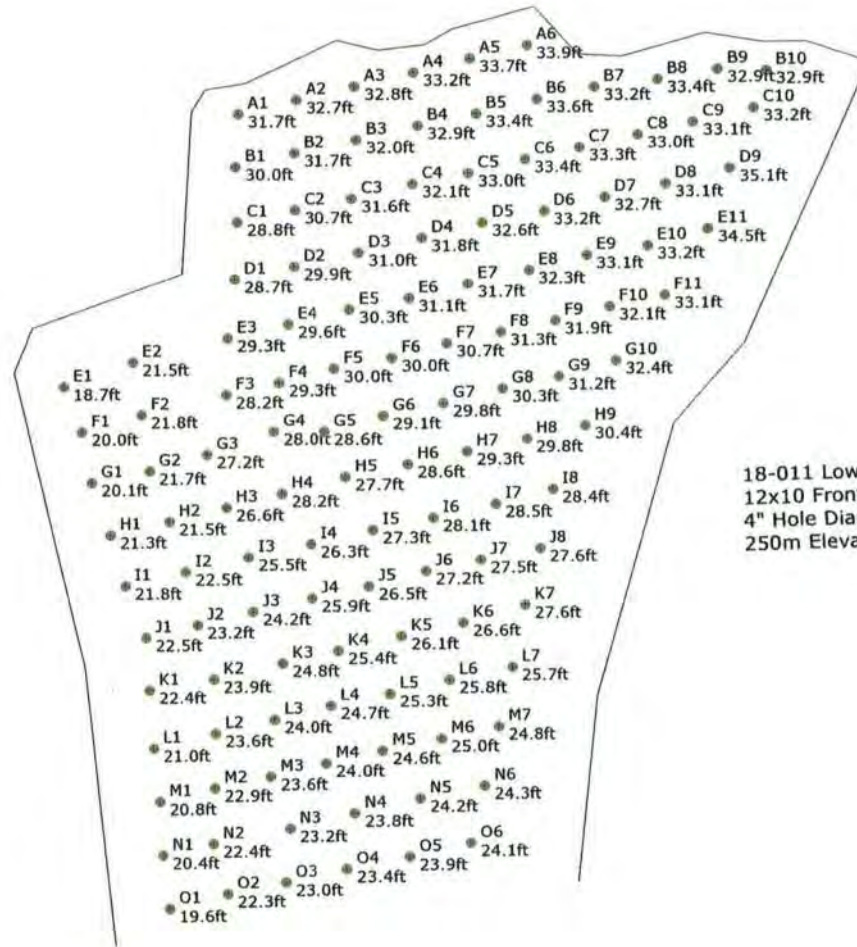 A1
31.7ft
A2
32.7ft
A3
32.8ft
A4
33.2ft
A5
33.7ft
A6
33.9ft
B1
30.0ft
B2
31.7ft
B3
32.0ft
B4
32.9ft
B5
33.4ft
B6
33.6ft
B7
33.2ft
B8
33.4ft
B9
32.9ft
B10
32.9ft
C1
28.8ft
C2
30.7ft
C3
31.6ft
C4
32.1ft
C5
33.0ft
C6
33.4ft
C7
33.3ft
C8
33.0ft
C9
33.1ft
C10
33.2ft
D1
28.7ft
D2
29.9ft
D3
31.0ft
D4
31.8ft
D5
32.6ft
D6
33.2ft
D7
32.7ft
D8
33.1ft
D9
35.1ft
E1
18.7ft
E2
21.5ft
E3
29.3ft
E4
29.6ft
E5
30.3ft
E6
31.1ft
E7
31.7ft
E8
32.3ft
E9
33.1ft
E10
33.2ft
E11
34.5ft
F1
20.0ft
F2
21.8ft
F3
28.2ft
F4
29.3ft
F5
30.0ft
F6
30.0ft
F7
30.7ft
F8
31.3ft
F9
31.9ft
F10
32.1ft
F11
33.1ft
G1
20.1ft
G2
21.7ft
G3
27.2ft
G4
28.0ft
G5
28.6ft
G6
29.1ft
G7
29.8ft
G8
30.3ft
G9
31.2ft
G10
32.4ft
H1
21.3ft
H2
21.5ft
H3
26.6ft
H4
28.2ft
H5
27.7ft
H6
28.6ft
H7
29.3ft
H8
29.8ft
H9
30.4ft
18-011 Low
12x10 Fron
4" Hole Dia
250m Eleva
I1
21.8ft
I2
22.5ft
I3
25.5ft
I4
26.3ft
I5
27.3ft
I6
28.1ft
I7
28.5ft
I8
28.4ft
J1
22.5ft
J2
23.2ft
J3
24.2ft
J4
25.9ft
J5
26.5ft
J6
27.2ft
J7
27.5ft
J8
27.6ft
K1
22.4ft
K2
23.9ft
K3
24.8ft
K4
25.4ft
K5
26.1ft
K6
26.6ft
K7
27.6ft
L1
21.0ft
L2
23.6ft
L3
24.0ft
L4
24.7ft
L5
25.3ft
L6
25.8ft
L7
25.7ft
M1
20.8ft
M2
22.9ft
M3
23.6ft
M4
24.0ft
M5
24.6ft
M6
25.0ft
M7
24.8ft
N1
20.4ft
N2
22.4ft
N3
23.2ft
N4
23.8ft
N5
24.2ft
N6
24.3ft
O1
19.6ft
O2
22.3ft
O3
23.0ft
O4
23.4ft
O5
23.9ft
O6
24.1ft